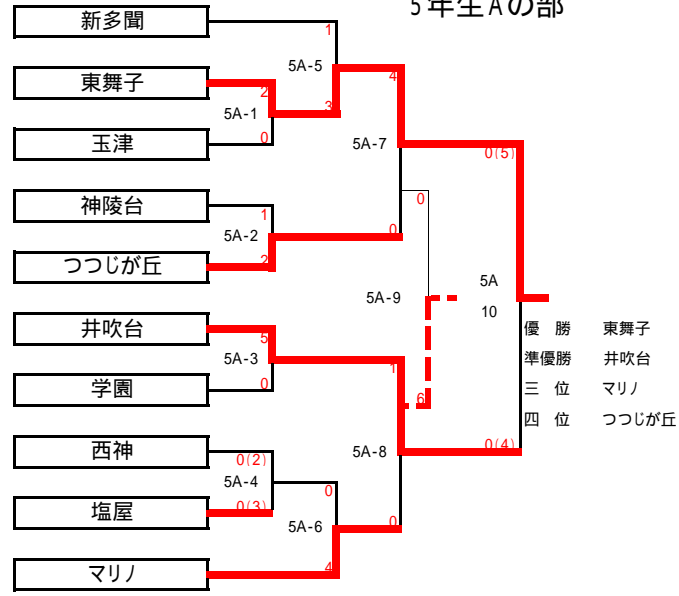 5年生Aの部
新多聞
1
5A-5
東舞子
4
2
3
5A-1
玉津
0
5A-7
0(5)
神陵台
0
1
5A-2
0
つつじが丘
2
5A
5A-9
10
井吹台
優 勝 東舞子
5
5A-3
1
準優勝 井吹台
学園
0
三 位 マリノ
6
四 位 つつじが丘
西神
0(2)
5A-8
0(4)
5A-4
0
塩屋
0(3)
5A-6
0
マリノ
4